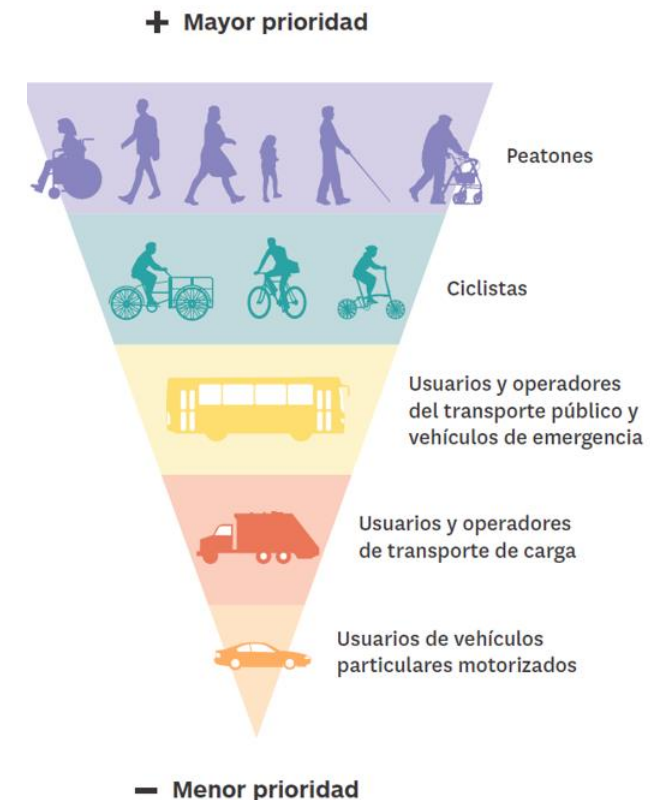 + Mayor prioridad
Peatones
Ciclistas
Usuarios y operadores
del transporte público y
vehículos de emergencia
Usuarios y operadores
de transporte de carga
Usuarios de vehículos
particulares motorizados
− Menor prioridad